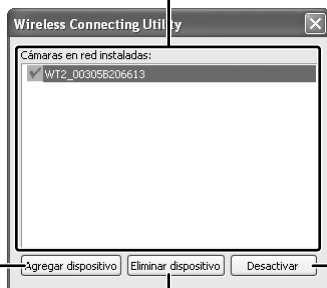 Wireless Connecting Utility
Cámaras en red instaladas:
WT2_00305B206613
Agregar dispositivo
Eliminar dispositivo
Desactivar